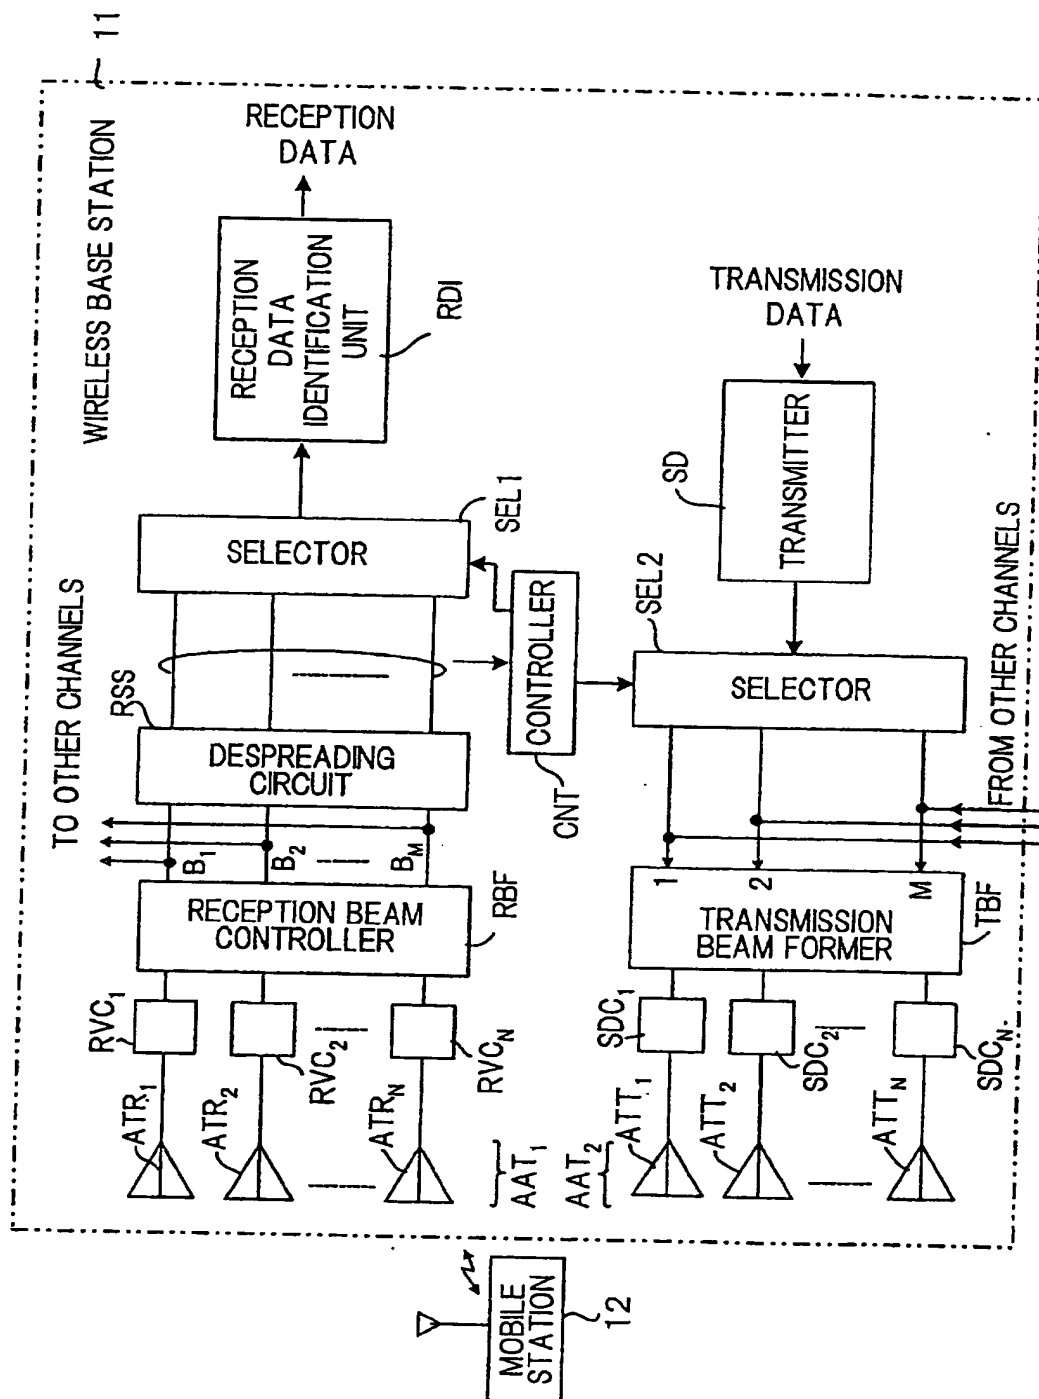 WIRELESS BASE STATION
11
TO OTHER CHANNELS
RECEPTION
DATA
RECEPTION
DATA
IDENTIFICATION
UNIT
RDI
SELECTOR
SEL1
RSS
DESPREADING
CIRCUIT
B1
B2
BM
RECEPTION BEAM
CONTROLLER
RBF
RVC1
RVC2
RVCN
ATR1
ATR2
ATRN
AAT1
CONTROLLER
CNT
TRANSMISSION
DATA
SD
TRANSMITTER
SEL2
SELECTOR
FROM OTHER CHANNELS
1
2
M
TRANSMISSION
BEAM FORMER
TBF
SDC1
SDC2
SDCN
ATT1
ATT2
ATTN
AAT2
MOBILE
STATION
12